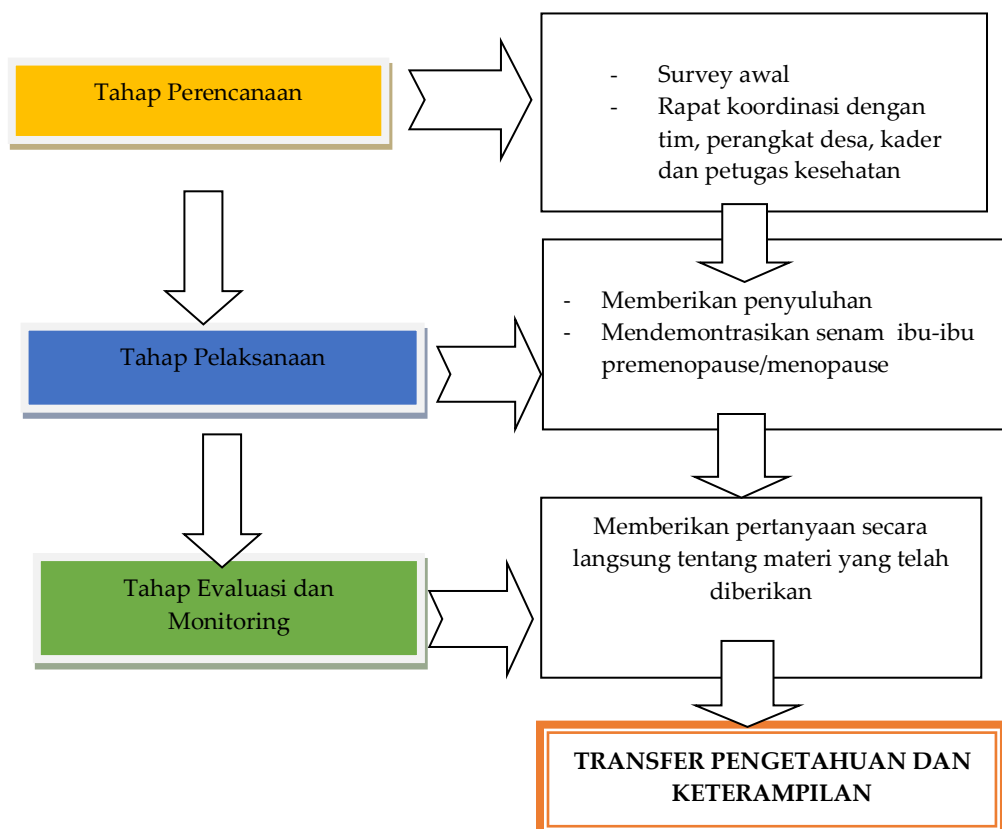 Tahap Perencanaan
- Survey awal
- Rapat koordinasi dengan
tim, perangkat desa, kader
dan petugas kesehatan
Tahap Pelaksanaan
- Memberikan penyuluhan
- Mendemontrasikan senam ibu-ibu
premenopause/menopause
Tahap Evaluasi dan
Monitoring
Memberikan pertanyaan secara
langsung tentang materi yang telah
diberikan
TRANSFER PENGETAHUAN DAN
KETERAMPILAN